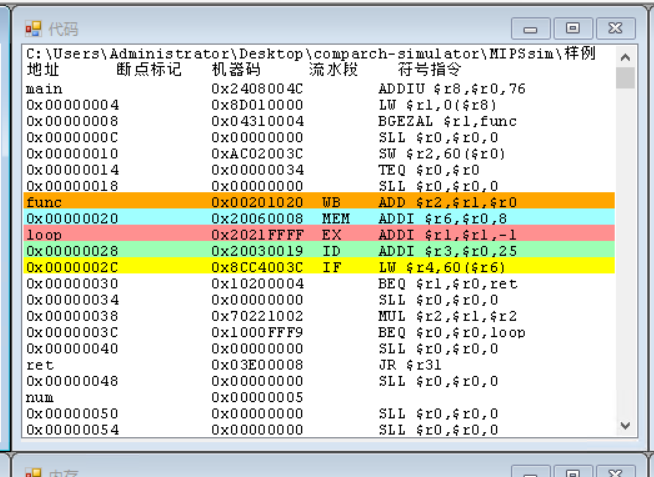 代码
C:\Users\Administrator\Desktop\comparch-simulator\MIPSsim\样例
地址 断点标记 机器码 流水段 符号指令
main 0x2408004C ADDIU $r8,$r0,76
0x00000004 0x8D010000 LW $r1,0($r8)
0x00000008 0x04310004 BGEZAL $r1,func
0x0000000C 0x00000000 SLL $r0,$r0,0
0x00000010 0xAC02003C SW $r2,60($r0)
0x00000014 0x00000034 TEQ $r0,$r0
0x00000018 0x00000000 SLL $r0,$r0,0
func 0x00201020 WB ADD $r2,$r1,$r0
0x00000020 0x20060008 MEM ADDI $r6,$r0,8
loop 0x2021FFFF EX ADDI $r1,$r1,-1
0x00000028 0x20030019 ID ADDI $r3,$r0,25
0x0000002C 0x8CC4003C IF LW $r4,60($r6)
0x00000030 0x10200004 BEQ $r1,$r0,ret
0x00000034 0x00000000 SLL $r0,$r0,0
0x00000038 0x70221002 MUL $r2,$r1,$r2
0x0000003C 0x1000FFF9 BEQ $r0,$r0,loop
0x00000040 0x00000000 SLL $r0,$r0,0
ret 0x03E00008 JR $r31
0x00000048 0x00000000 SLL $r0,$r0,0
num 0x00000005
0x00000050 0x00000000 SLL $r0,$r0,0
0x00000054 0x00000000 SLL $r0,$r0,0
内存